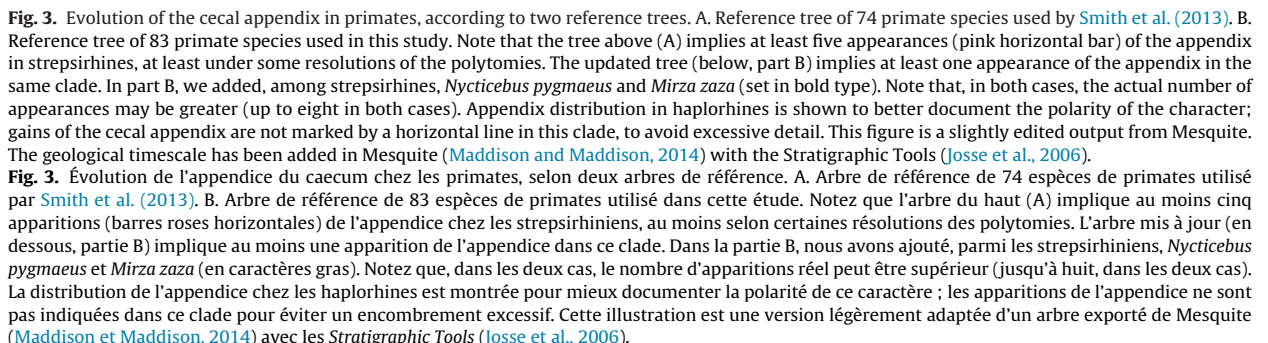 Fig. 3. Evolution of the cecal appendix in primates, according to two reference trees. A. Reference tree of 74 primate species used by Smith et al. (2013). B.
Reference tree of 83 primate species used in this study. Note that the tree above (A) implies at least five appearances (pink horizontal bar) of the appendix
in strepsirhines, at least under some resolutions of the polytomies. The updated tree (below, part B) implies at least one appearance of the appendix in the
same clade. In part B, we added, among strepsirhines, Nycticebus pygmaeus and Mirza zaza (set in bold type). Note that, in both cases, the actual number of
appearances may be greater (up to eight in both cases). Appendix distribution in haplorhines is shown to better document the polarity of the character;
gains of the cecal appendix are not marked by a horizontal line in this clade, to avoid excessive detail. This figure is a slightly edited output from Mesquite.
The geological timescale has been added in Mesquite (Maddison and Maddison, 2014) with the Stratigraphic Tools (Josse et al., 2006).
Fig. 3. Évolution de l'appendice du caecum chez les primates, selon deux arbres de référence. A. Arbre de référence de 74 espèces de primates utilisé
par Smith et al. (2013). B. Arbre de référence de 83 espèces de primates utilisé dans cette étude. Notez que l'arbre du haut (A) implique au moins cinq
apparitions (barres roses horizontales) de l'appendice chez les strepsirhiniens, au moins selon certaines résolutions des polytomies. L'arbre mis à jour (en
dessous, partie B) implique au moins une apparition de l'appendice dans ce clade. Dans la partie B, nous avons ajouté, parmi les strepsirhiniens, Nycticebus
pygmaeus et Mirza zaza (en caractères gras). Notez que, dans les deux cas, le nombre d'apparitions réel peut être supérieur (jusqu'à huit, dans les deux cas).
La distribution de l'appendice chez les haplorhines est montrée pour mieux documenter la polarité de ce caractère ; les apparitions de l'appendice ne sont
pas indiquées dans ce clade pour éviter un encombrement excessif. Cette illustration est une version légèrement adaptée d'un arbre exporté de Mesquite
(Maddison et Maddison, 2014) avec les Stratigraphic Tools (Josse et al., 2006).